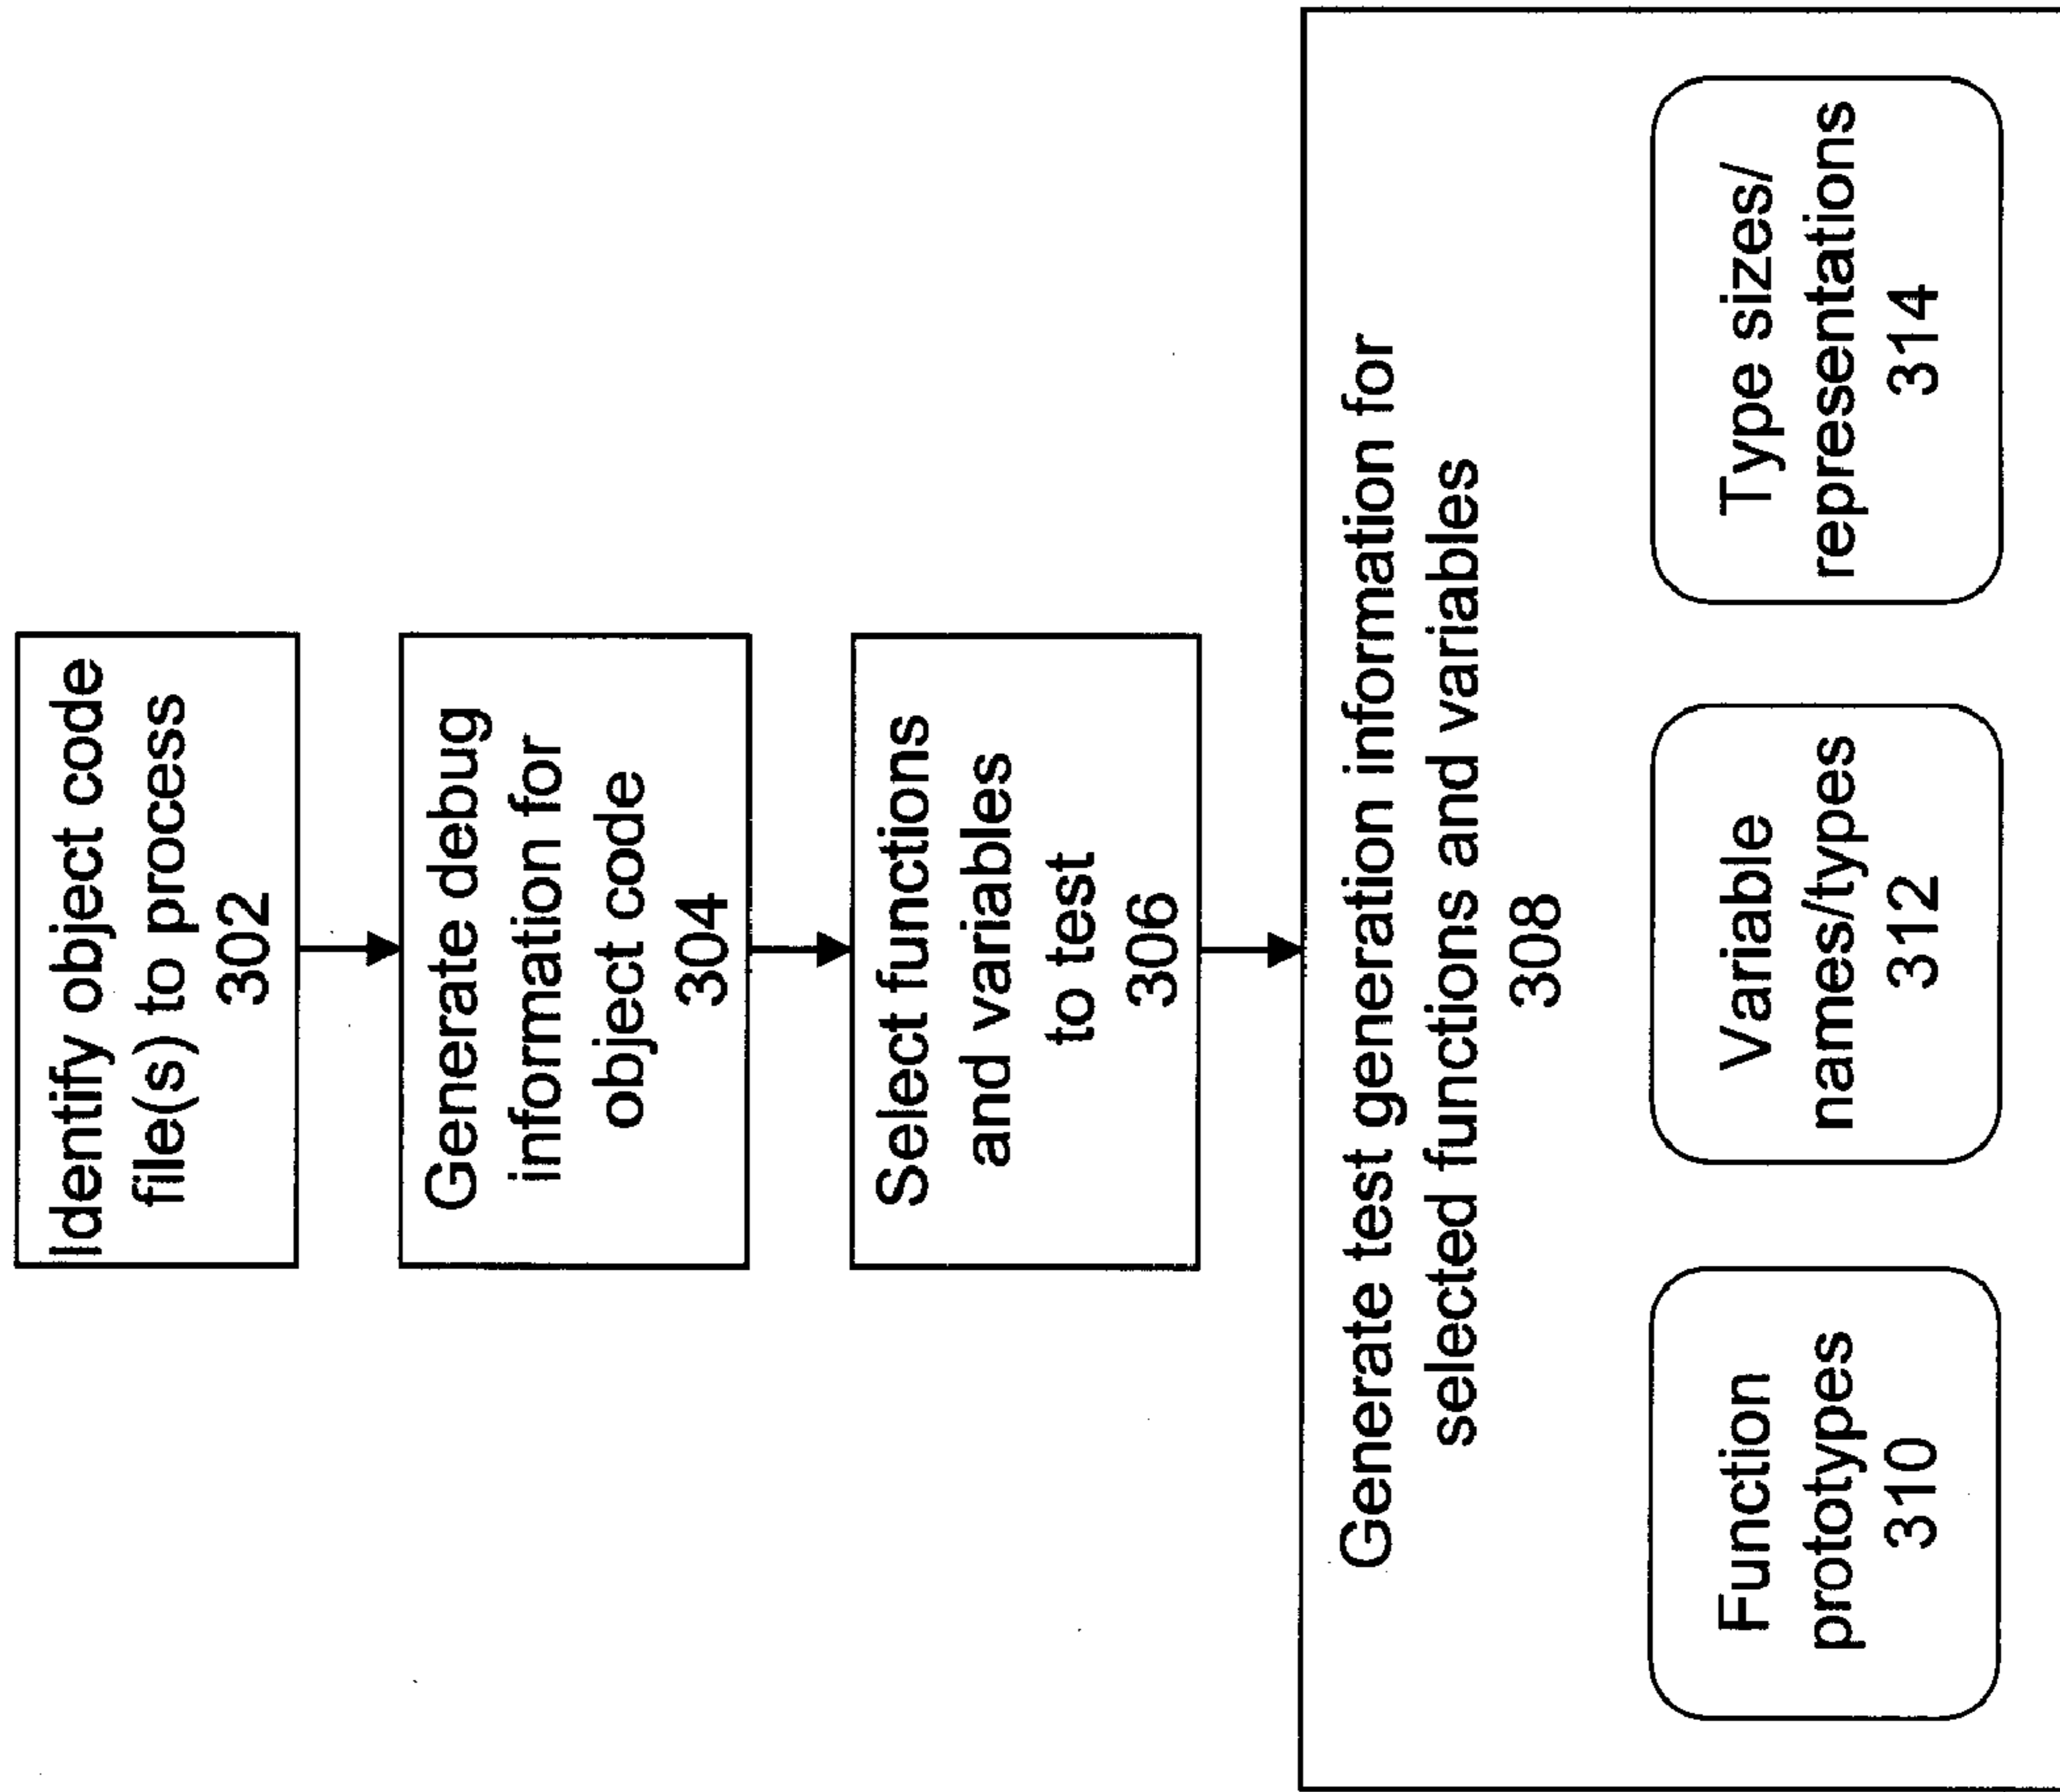 Identify object code
file(s) to process
302
Generate debug
information for
object code
304
Select functions
and variables
to test
306
Generate test generation information for
selected functions and variables
308
Function
prototypes
310
Variable
names/types
312
Type sizes/
representations
314